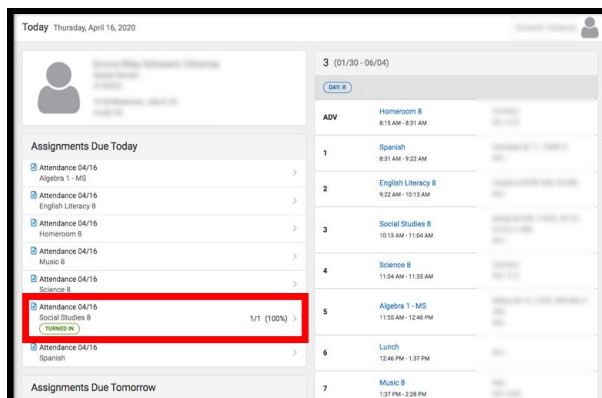 Today Thursday, April 16, 2020
Assignments Due Today
Attendance 04/16
Algebra 1 - MS
Attendance 04/16
English Literacy 8
Attendance 04/16
Homeroom 8
Attendance 04/16
Music 8
Attendance 04/16
Science 8
Attendance 04/16
Social Studies 8
1/1 (100%)
TURNED IN
Attendance 04/16
Spanish
Assignments Due Tomorrow
3 (01/30 - 06/04)
DAY: R
ADV
Homeroom 8
8:15 AM - 8:31 AM
1
Spanish
8:31 AM - 9:22 AM
2
English Literacy 8
9:22 AM - 10:13 AM
3
Social Studies 8
10:13 AM - 11:04 AM
4
Science 8
11:04 AM - 11:55 AM
5
Algebra 1 - MS
11:55 AM - 12:46 PM
6
Lunch
12:46 PM - 1:37 PM
7
Music 8
1:37 PM - 2:28 PM